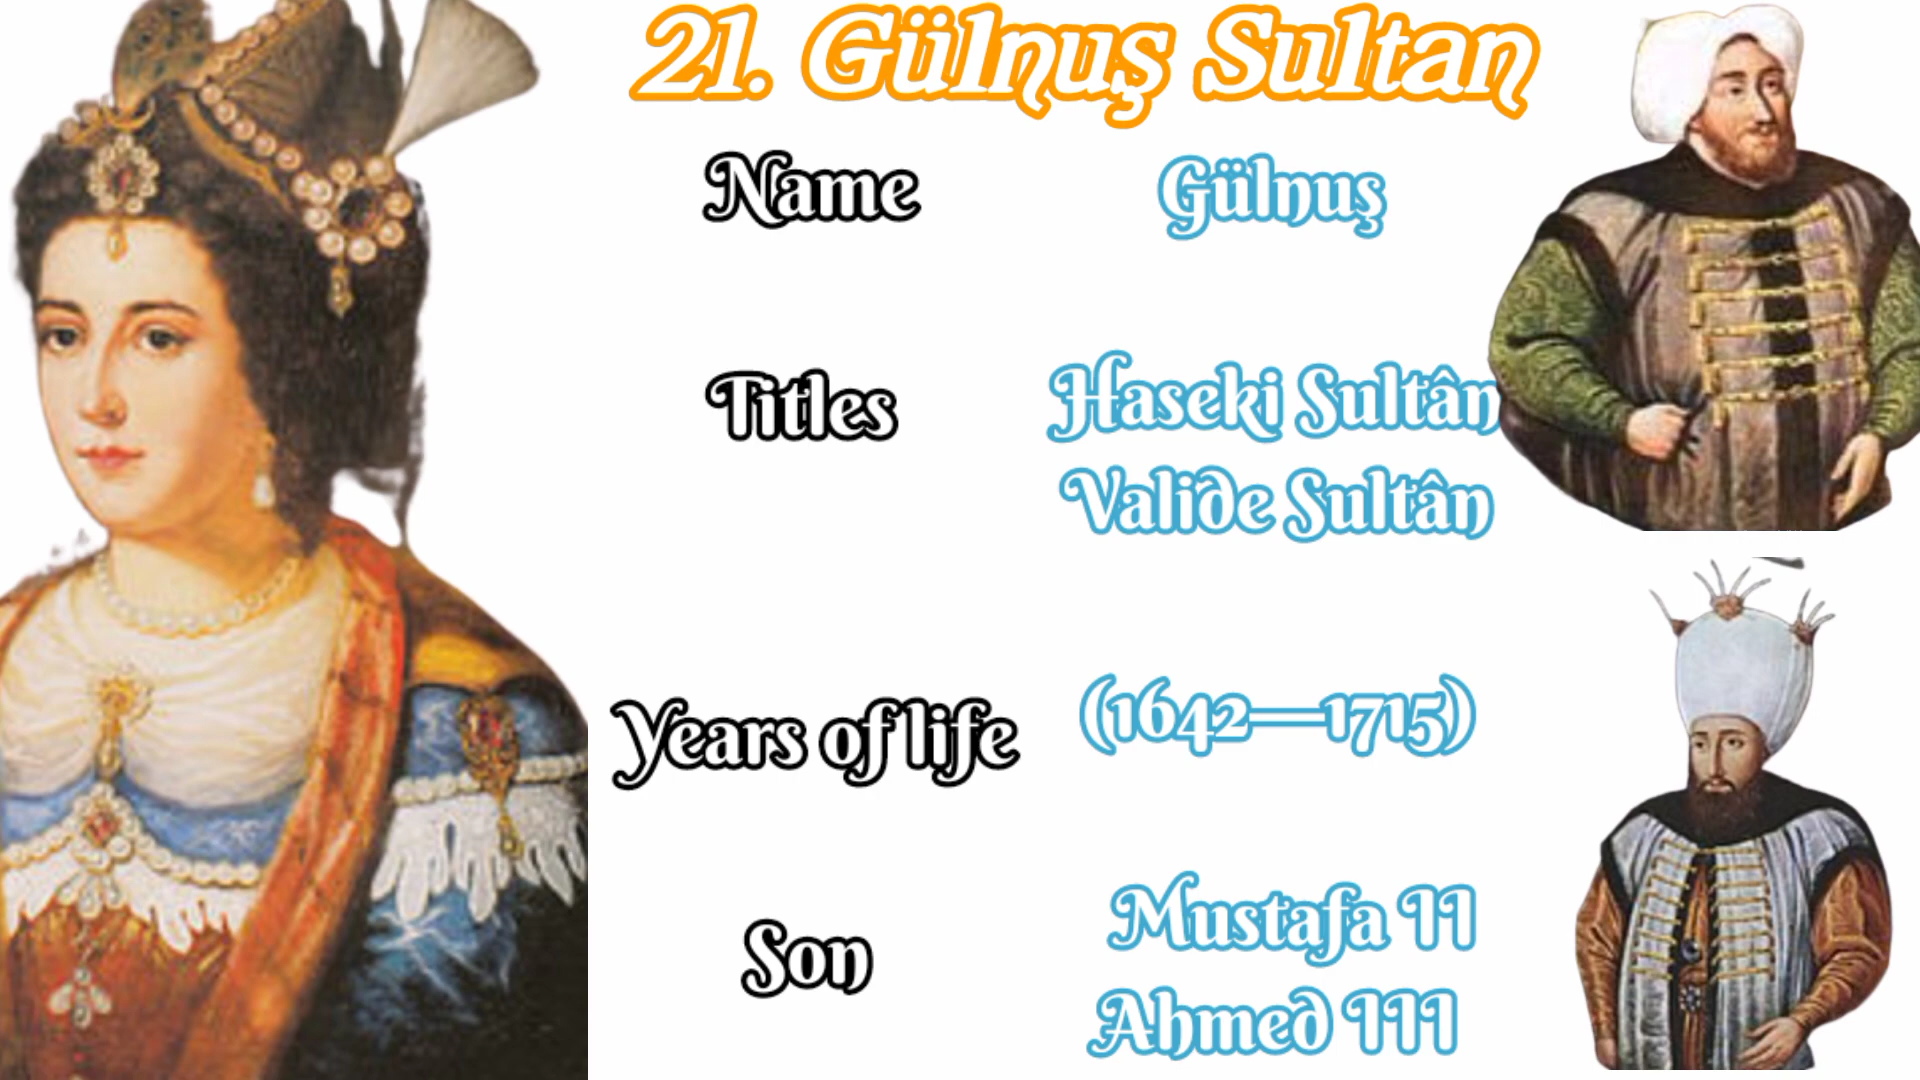 21. Gülnuş Sultan
Name Gülnuş
Titles Haseki Sultân
Valide Sultân
Years of life (1642—1715)
Son Mustafa II
Ahmed III